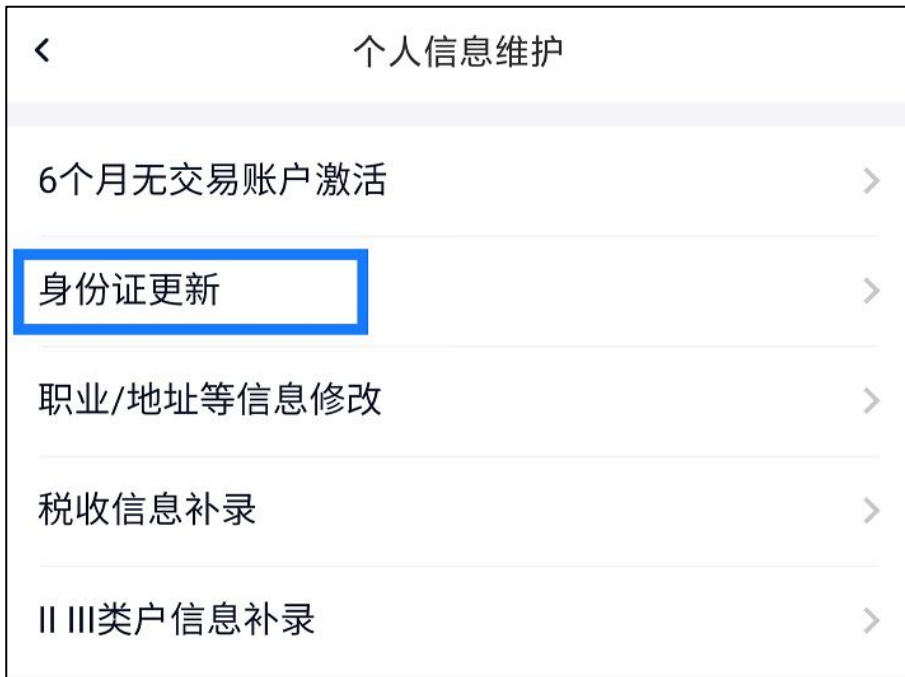 个人信息维护
6个月无交易账户激活
身份证更新
职业/地址等信息修改
税收信息补录
II III类户信息补录